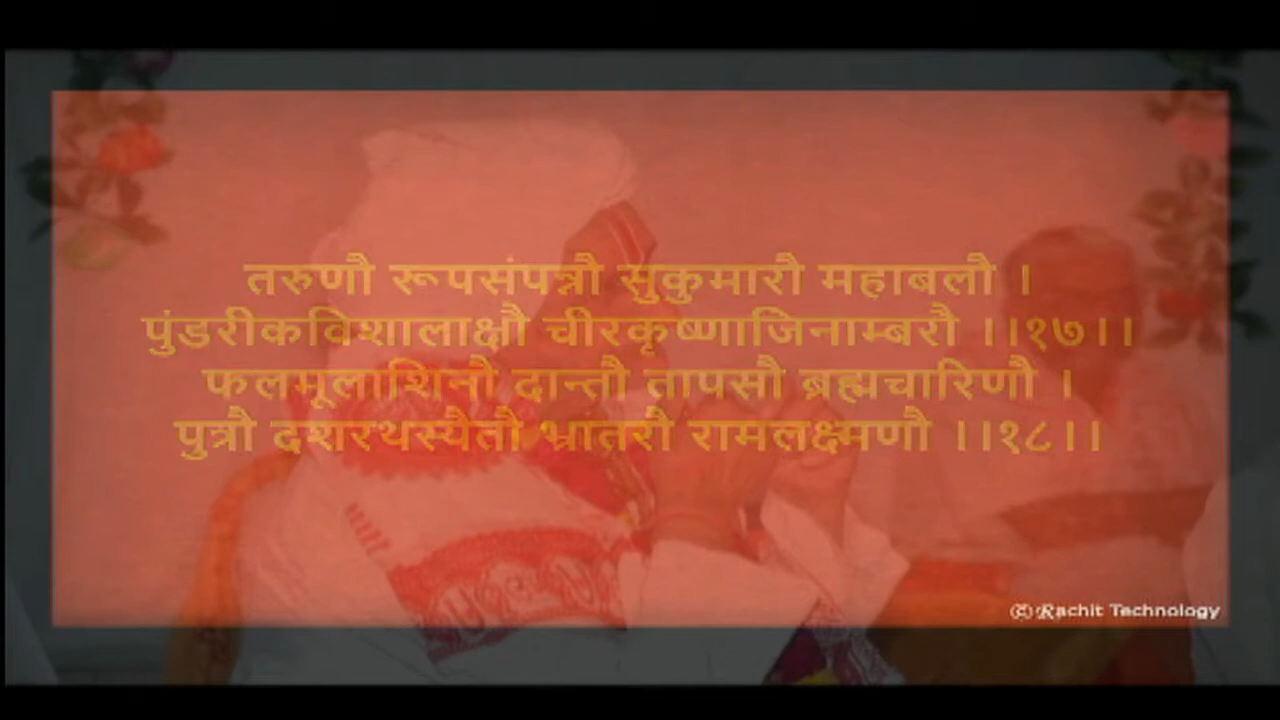 तरुणौ रूपसंपन्नौ सुकुमारौ महाबलौ ।
पुंडरीकविशालाक्षौ चीरकृष्णाजिनाम्बरौ ।।१७।।
फलमूलाशिनौ दान्तौ तापसौ ब्रह्मचारिणौ ।
पुत्रौ दशरथस्यैतौ भ्रातरौ रामलक्ष्मणौ ।।१८।।
© Rachit Technology